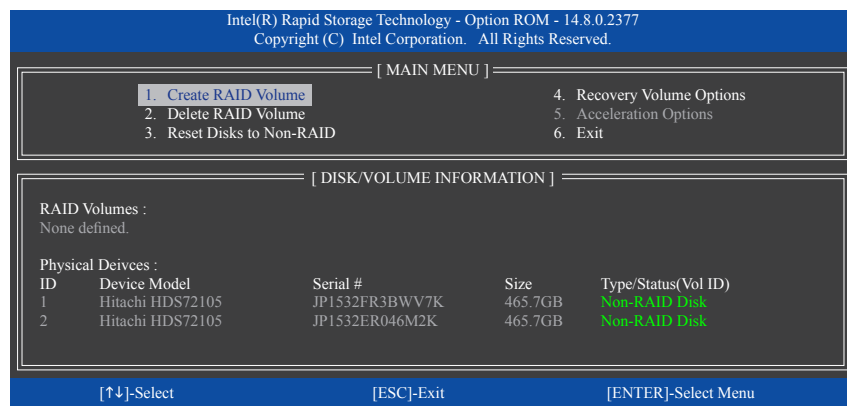 Intel(R) Rapid Storage Technology - Option ROM - 14.8.0.2377
Copyright (C) Intel Corporation. All Rights Reserved.
[ MAIN MENU ]
1. Create RAID Volume 4. Recovery Volume Options
2. Delete RAID Volume 5. Acceleration Options
3. Reset Disks to Non-RAID 6. Exit
[ DISK/VOLUME INFORMATION ]
RAID Volumes :
None defined.
Physical Deivces :
ID Device Model Serial # Size Type/Status(Vol ID)
1 Hitachi HDS72105 JP1532FR3BWV7K 465.7GB Non-RAID Disk
2 Hitachi HDS72105 JP1532ER046M2K 465.7GB Non-RAID Disk
[↑↓]-Select [ESC]-Exit [ENTER]-Select Menu